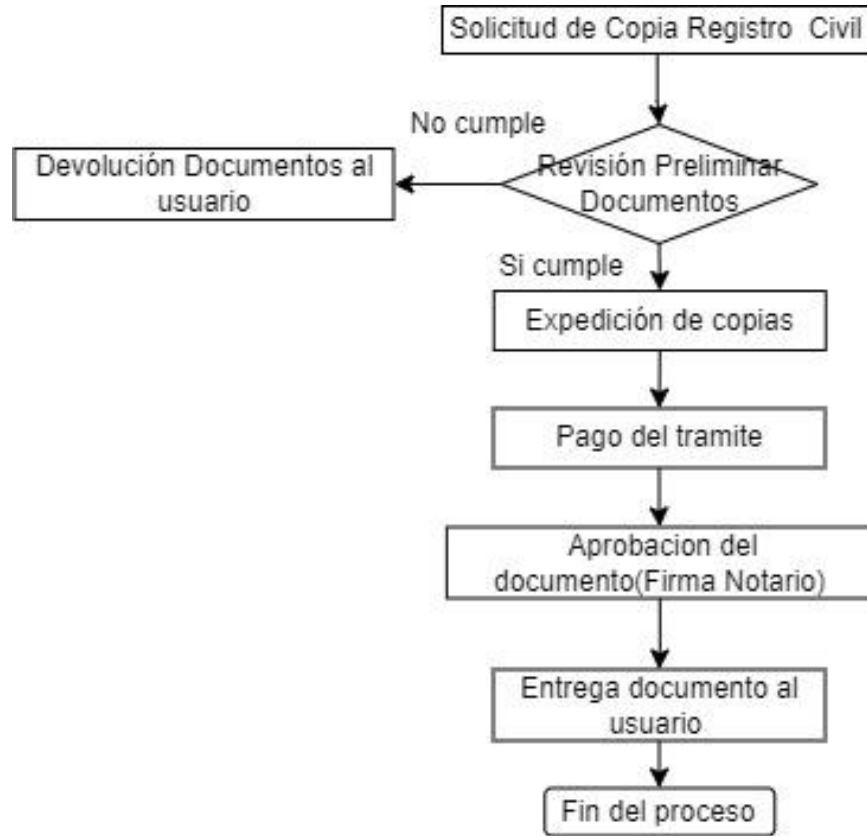 Solicitud de Copia Registro Civil
No cumple
Devolución Documentos al
usuario
Revisión Preliminar
Documentos
Si cumple
Expedición de copias
Pago del tramite
Aprobacion del
documento(Firma Notario)
Entrega documento al
usuario
Fin del proceso